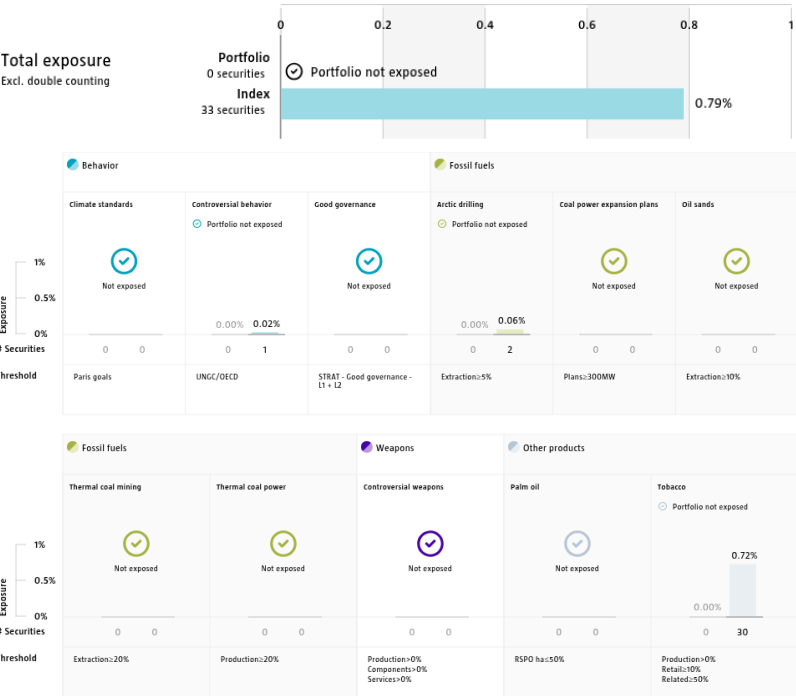 0 0.2 0.4 0.6 0.8 1
Total exposure
Excl. double counting
Portfolio
0 securities
Portfolio not exposed
Index
33 securities
0.79%
Behavior
Fossil fuels
Climate standards
Controversial behavior
Good governance
Arctic drilling
Coal power expansion plans
Oil sands
Portfolio not exposed
Portfolio not exposed
Not exposed
Not exposed
Not exposed
Not exposed
Exposure
1%
0.5%
0%
0.00% 0.02%
0.00% 0.06%
Securities
0 0
0 1
0 0
0 2
0 0
0 0
hreshold
Paris goals
UNGC/OECD
STRAT - Good governance -
L1 + L2
Extraction≥5%
Plans≥300MW
Extraction≥10%
Fossil fuels
Weapons
Other products
Thermal coal mining
Thermal coal power
Controversial weapons
Palm oil
Tobacco
Portfolio not exposed
Not exposed
Not exposed
Not exposed
Not exposed
Exposure
1%
0.5%
0%
0.00% 0.72%
Securities
0 0
0 0
0 0
0 0
0 30
hreshold
Extraction≥20%
Production≥20%
Production>0%
Components>0%
Services>0%
RSPO ha≤50%
Production>0%
Retail≥10%
Related≥50%